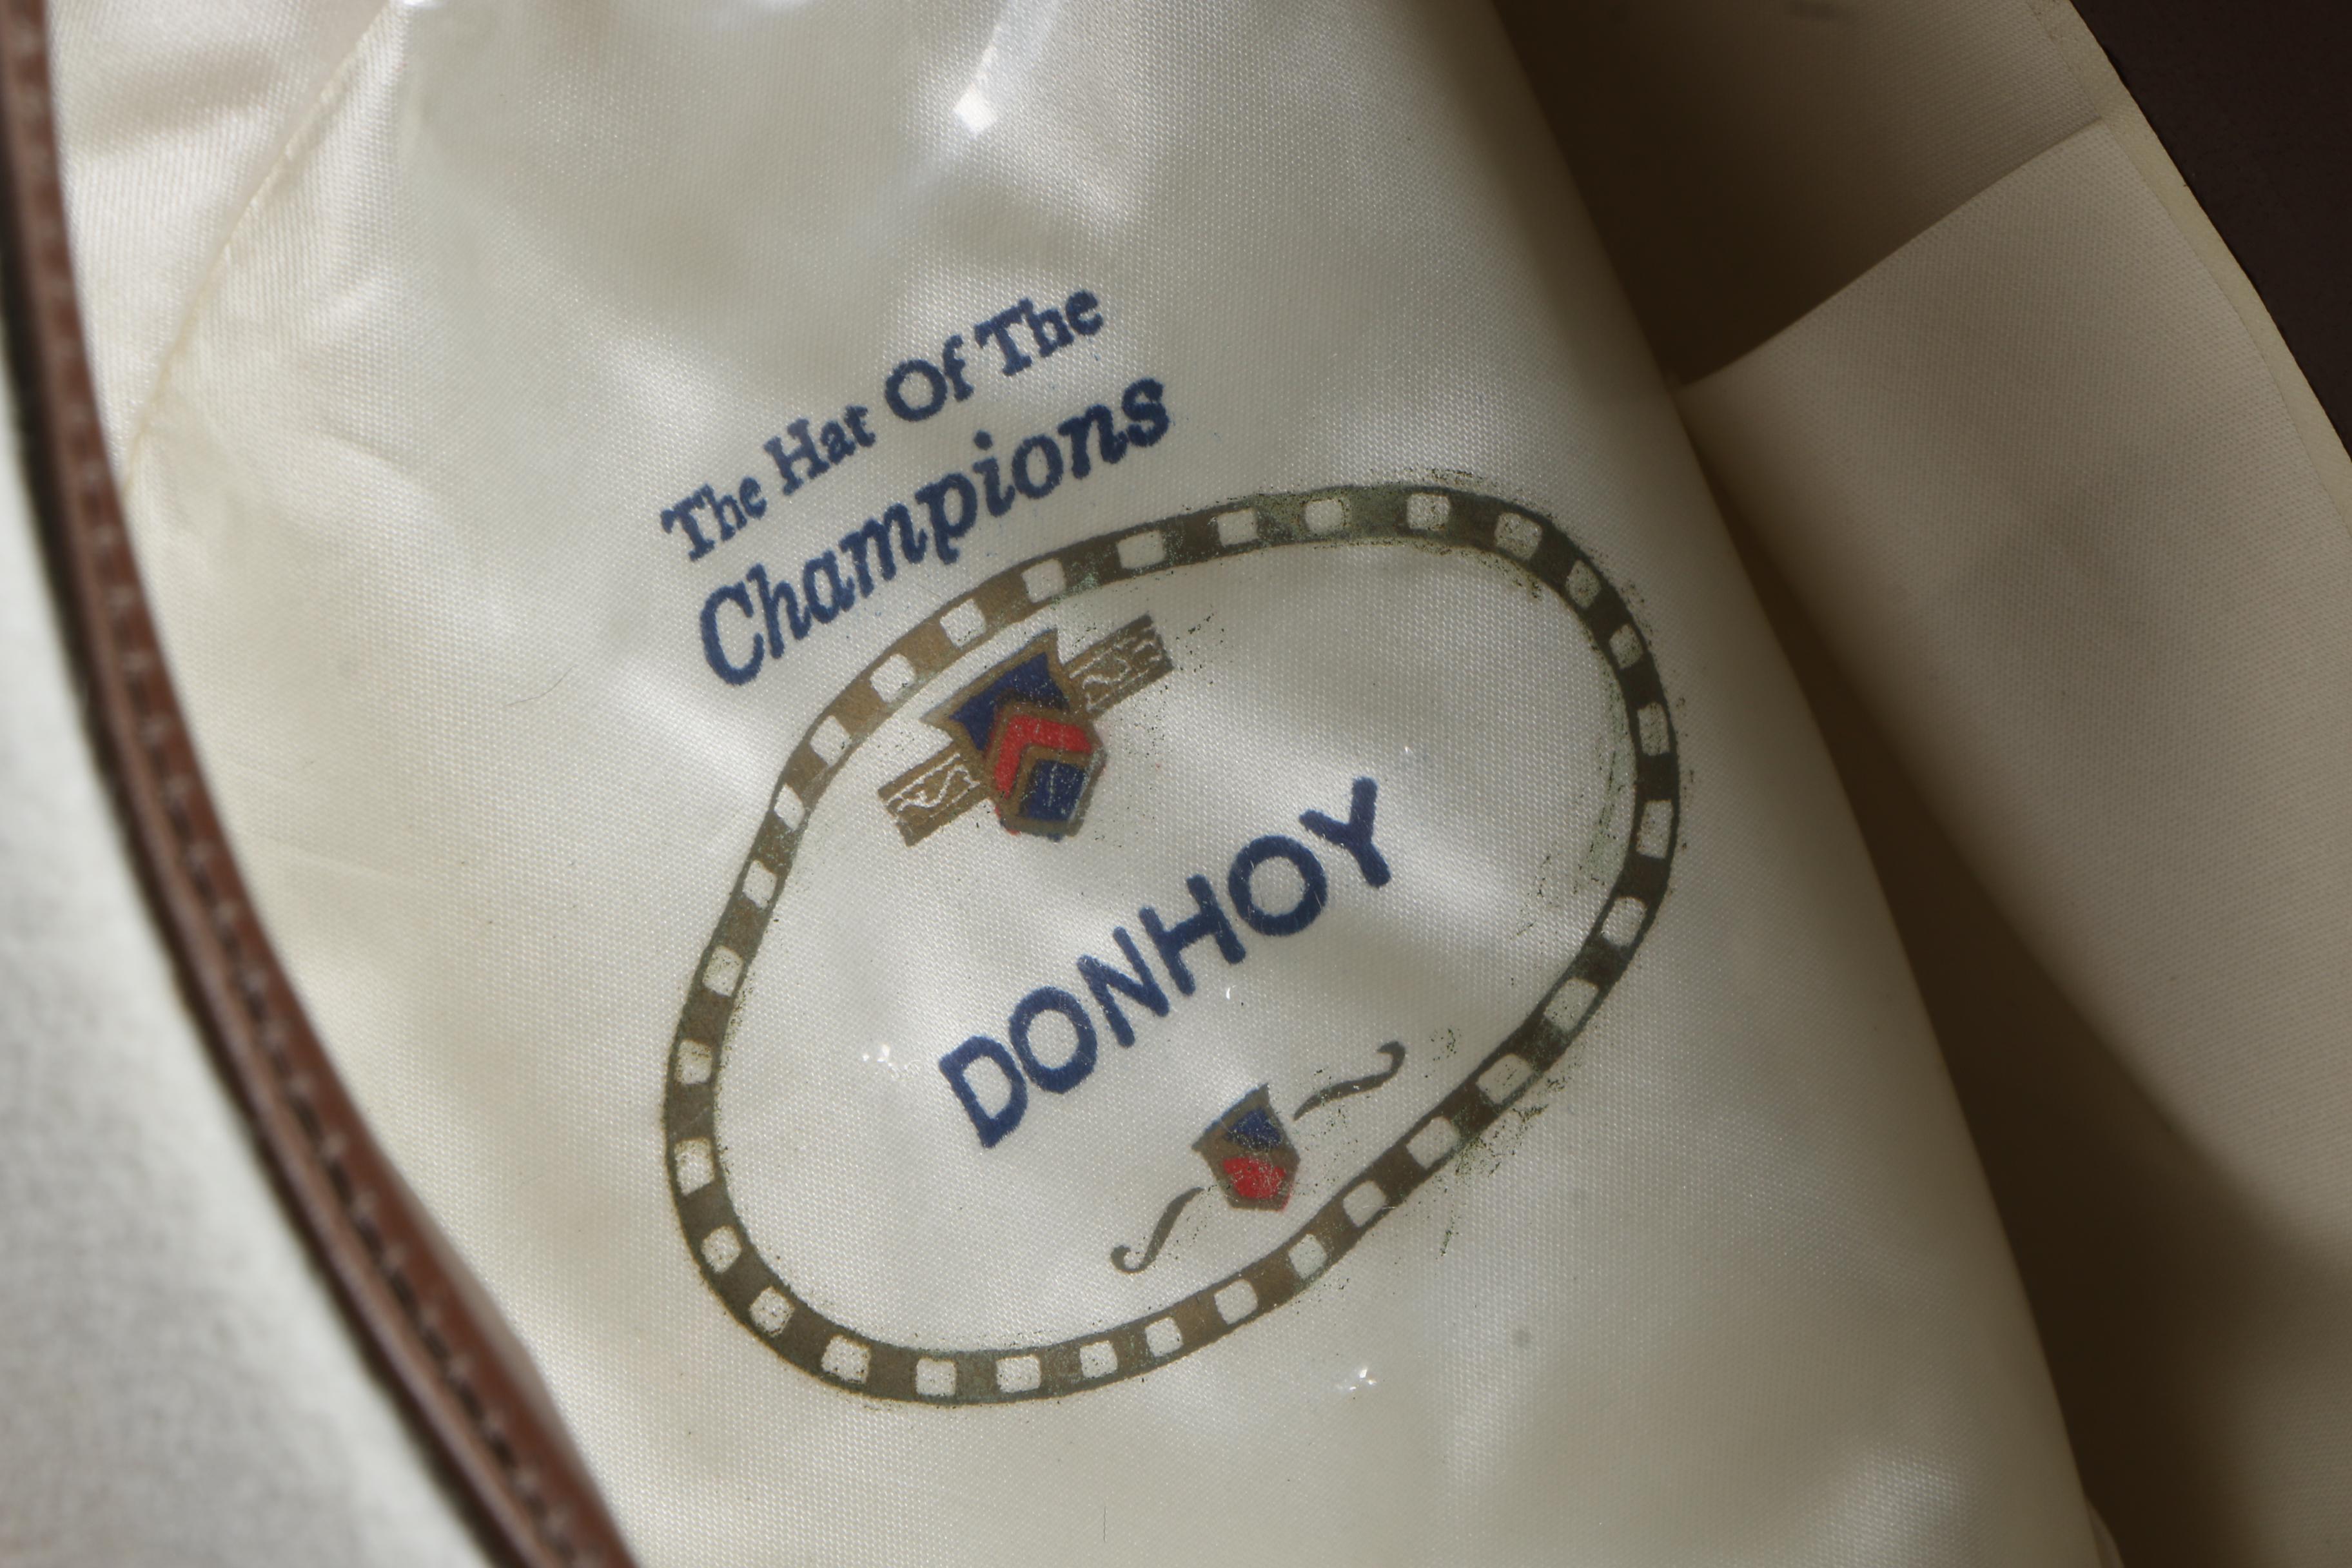 The Hat Of The
Champions
DONHOY